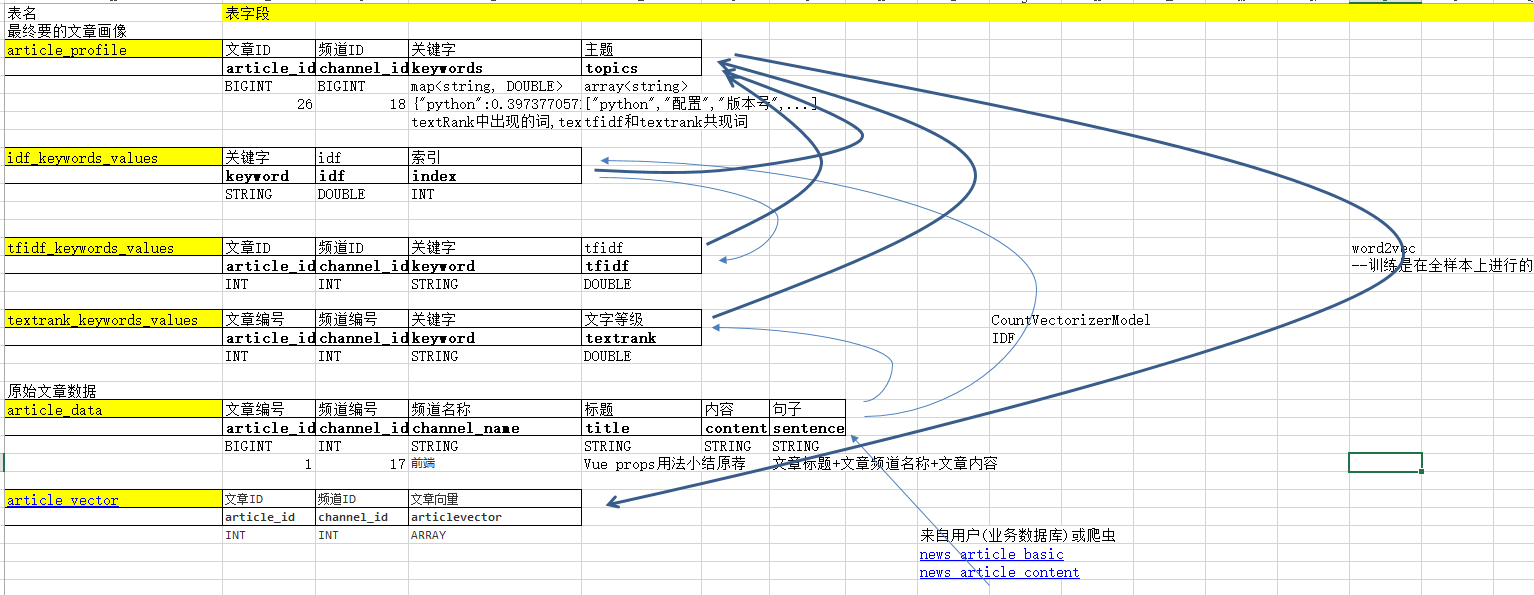 表名 表字段
最终要的文章画像
article_profile 文章ID 频道ID 关键字 主题
article_id channel_id keywords topics
BIGINT BIGINT map<string, DOUBLE> array<string>
26 18 {"python":0.3973770571 ["python","配置","版本号",...]
textRank中出现的词, textfidf和textrank共现词
idf_keywords_values 关键字 idf 索引
keyword idf index
STRING DOUBLE INT
tfidf_keywords_values 文章ID 频道ID 关键字 tfidf word2vec
article_id channel_id keyword tfidf --训练是在全样本上进行的
INT INT STRING DOUBLE
textrank_keywords_values 文章编号 频道编号 关键字 文字等级 CountVectorizerModel
article_id channel_id keyword textrank IDF
INT INT STRING DOUBLE
原始文章数据
article_data 文章编号 频道编号 频道名称 标题 内容 句子
article_id channel_id channel_name title content sentence
BIGINT INT STRING STRING STRING STRING
1 17 前端 Vue props用法小结原荐 文章标题+文章频道名称+文章内容
article_vector 文章ID 频道ID 文章向量
article_id channel_id articlevector
INT INT ARRAY 来自用户(业务数据库)或爬虫
news_article_basic
news_article_content